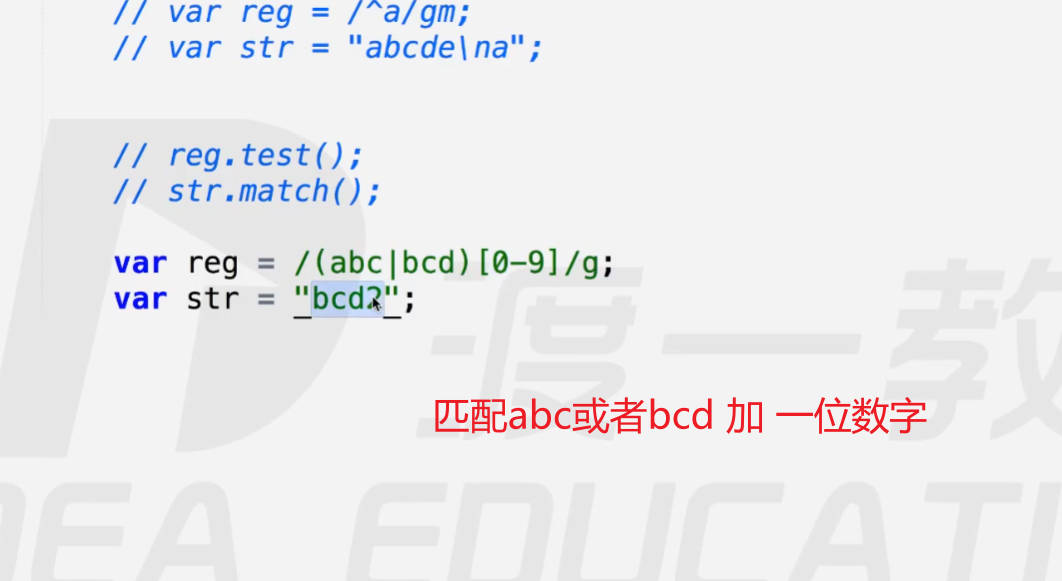 // var reg = /^a/gm;
// var str = "abcde\na";
// reg.test();
// str.match();
var reg = /(abc|bcd)[0-9]/g;
var str = "bcd2";
匹配abc或者bcd 加 一位数字
渡一教
DEA EDUCATI